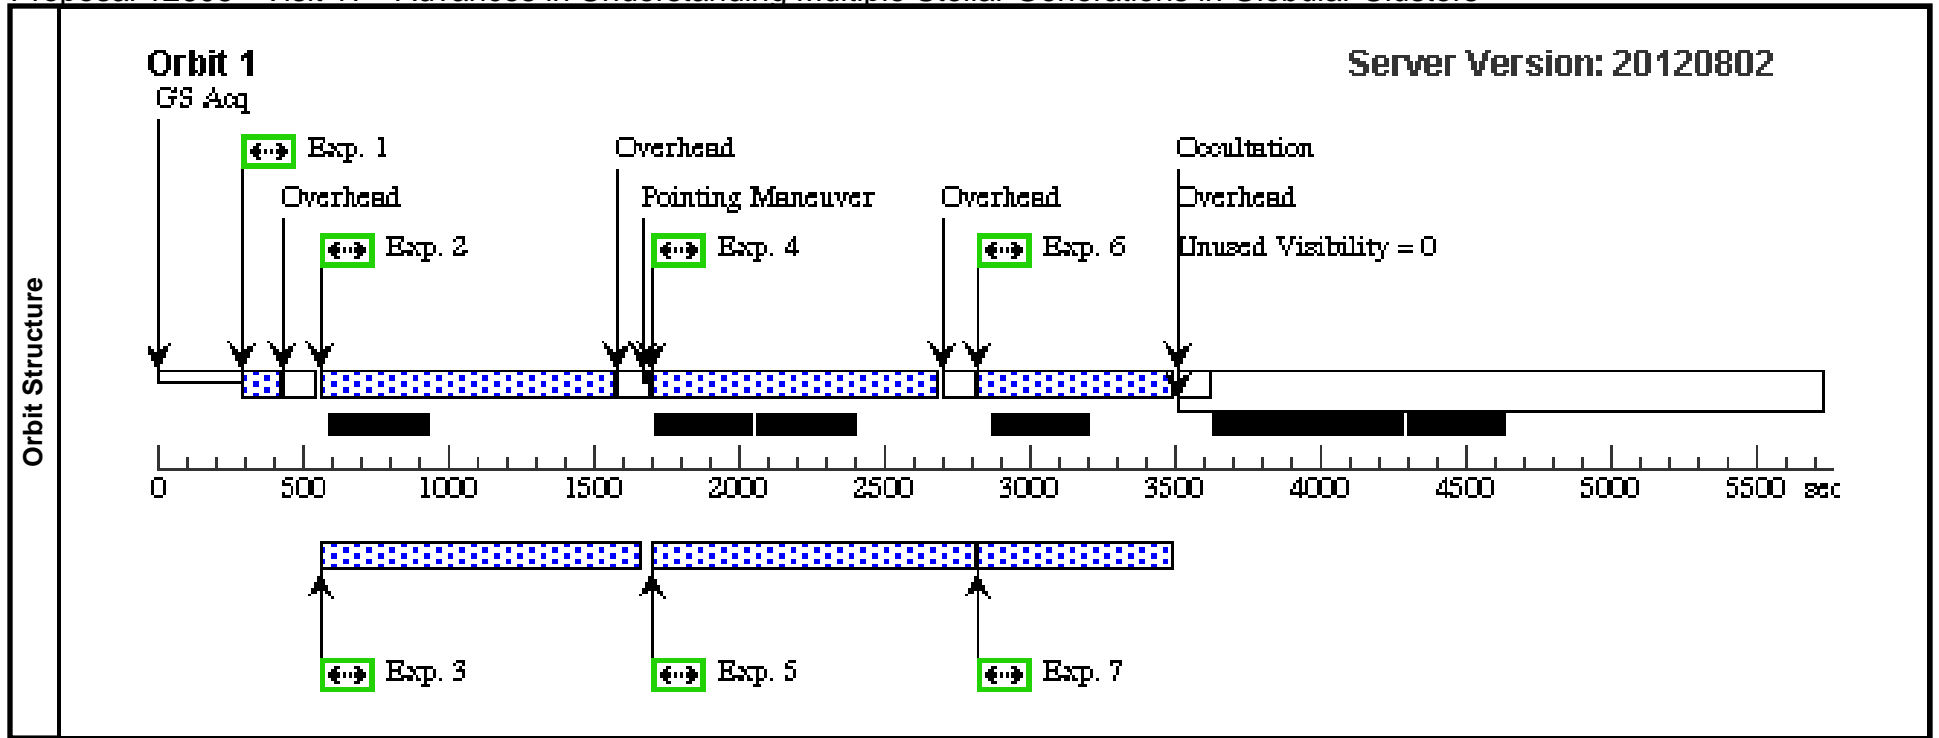 Orbit 1
Server Version: 20120802
GS Acq
Exp. 1
Overhead
Occultation
Overhead
Pointing Maneuver
Overhead
Overhead
Exp. 2
Exp. 4
Exp. 6
Unused Visibility = 0
Orbit Structure
0 500 1000 1500 2000 2500 3000 3500 4000 4500 5000 5500 sec
Exp. 3
Exp. 5
Exp. 7